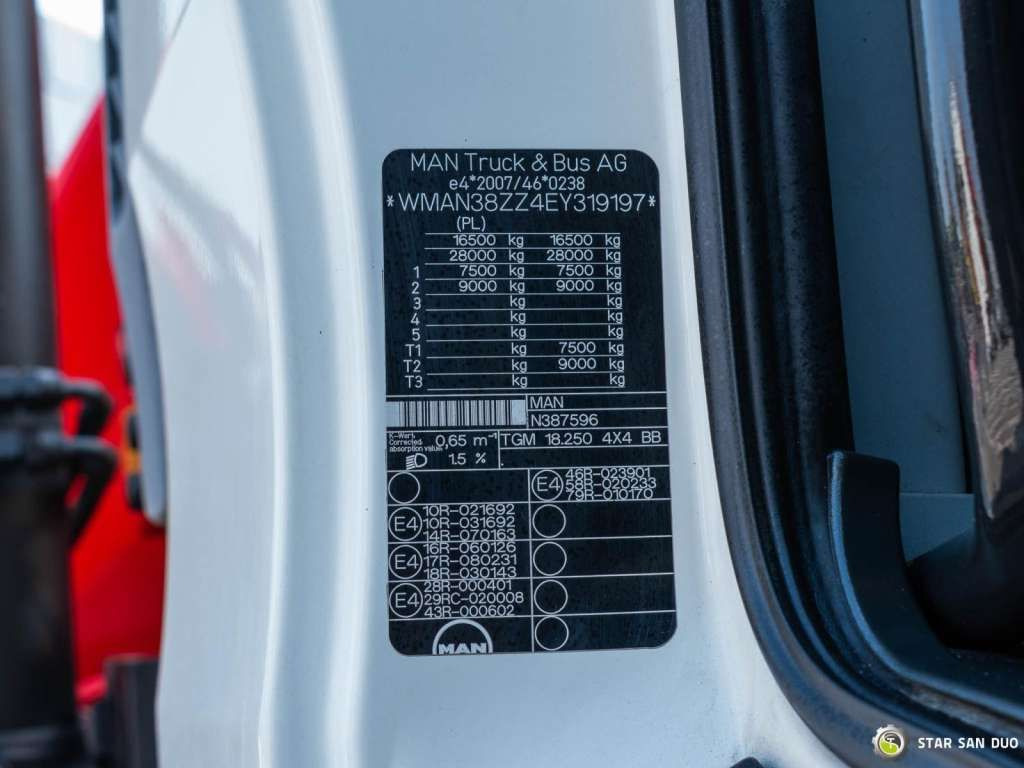 MAN Truck & Bus AG
e4*2007/46*0238
*WMAN38ZZ4EY319197*
(PL)
16500 kg 16500 kg
28000 kg 28000 kg
1 7500 kg 7500 kg
2 9000 kg 9000 kg
3 kg kg
4 kg kg
5 kg kg
T1 kg 7500 kg
T2 kg 9000 kg
T3 kg kg
MAN
N387596
K-Wert,
Corrected
absorption value, 0,65 m⁻¹ TGM 18.250 4X4 BB
1.5 %
46R-023901
E4 58R-020233
79R-010170
10R-021692
E4 10R-031692
14R-070163
16R-060126
E4 17R-080231
18R-030143
28R-000401
E4 29RC-020008
43R-000602
MAN
STAR SAN DUO